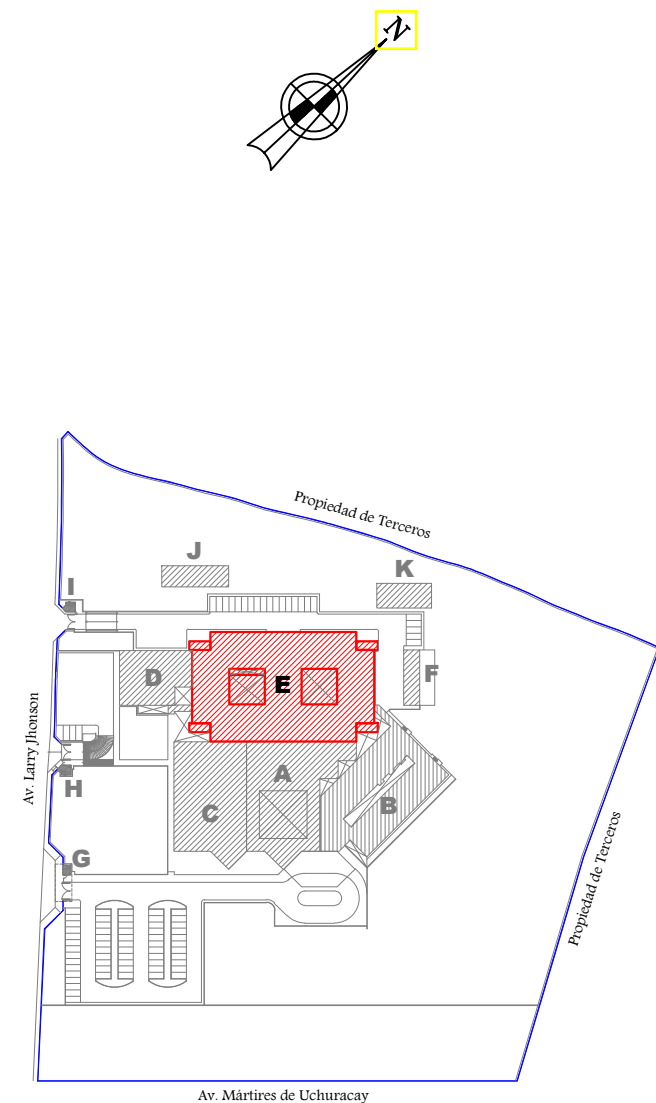 N
Propiedad de Terceros
J
K
I
D
E
F
Av. Larry Jhonson
A
H
C
B
G
Propiedad de Terceros
Av. Mártires de Uchuracay